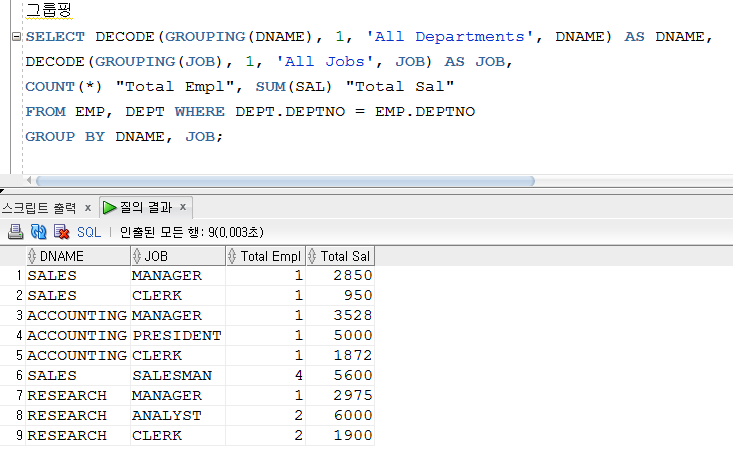 그룹핑
SELECT DECODE(GROUPING(DNAME), 1, 'All Departments', DNAME) AS DNAME,
DECODE(GROUPING(JOB), 1, 'All Jobs', JOB) AS JOB,
COUNT(*) "Total Empl", SUM(SAL) "Total Sal"
FROM EMP, DEPT WHERE DEPT.DEPTNO = EMP.DEPTNO
GROUP BY DNAME, JOB;
스크립트 출력 x 질의 결과 x
SQL | 인출된 모든 행: 9(0,003초)
DNAME JOB Total Empl Total Sal
1 SALES MANAGER 1 2850
2 SALES CLERK 1 950
3 ACCOUNTING MANAGER 1 3528
4 ACCOUNTING PRESIDENT 1 5000
5 ACCOUNTING CLERK 1 1872
6 SALES SALESMAN 4 5600
7 RESEARCH MANAGER 1 2975
8 RESEARCH ANALYST 2 6000
9 RESEARCH CLERK 2 1900